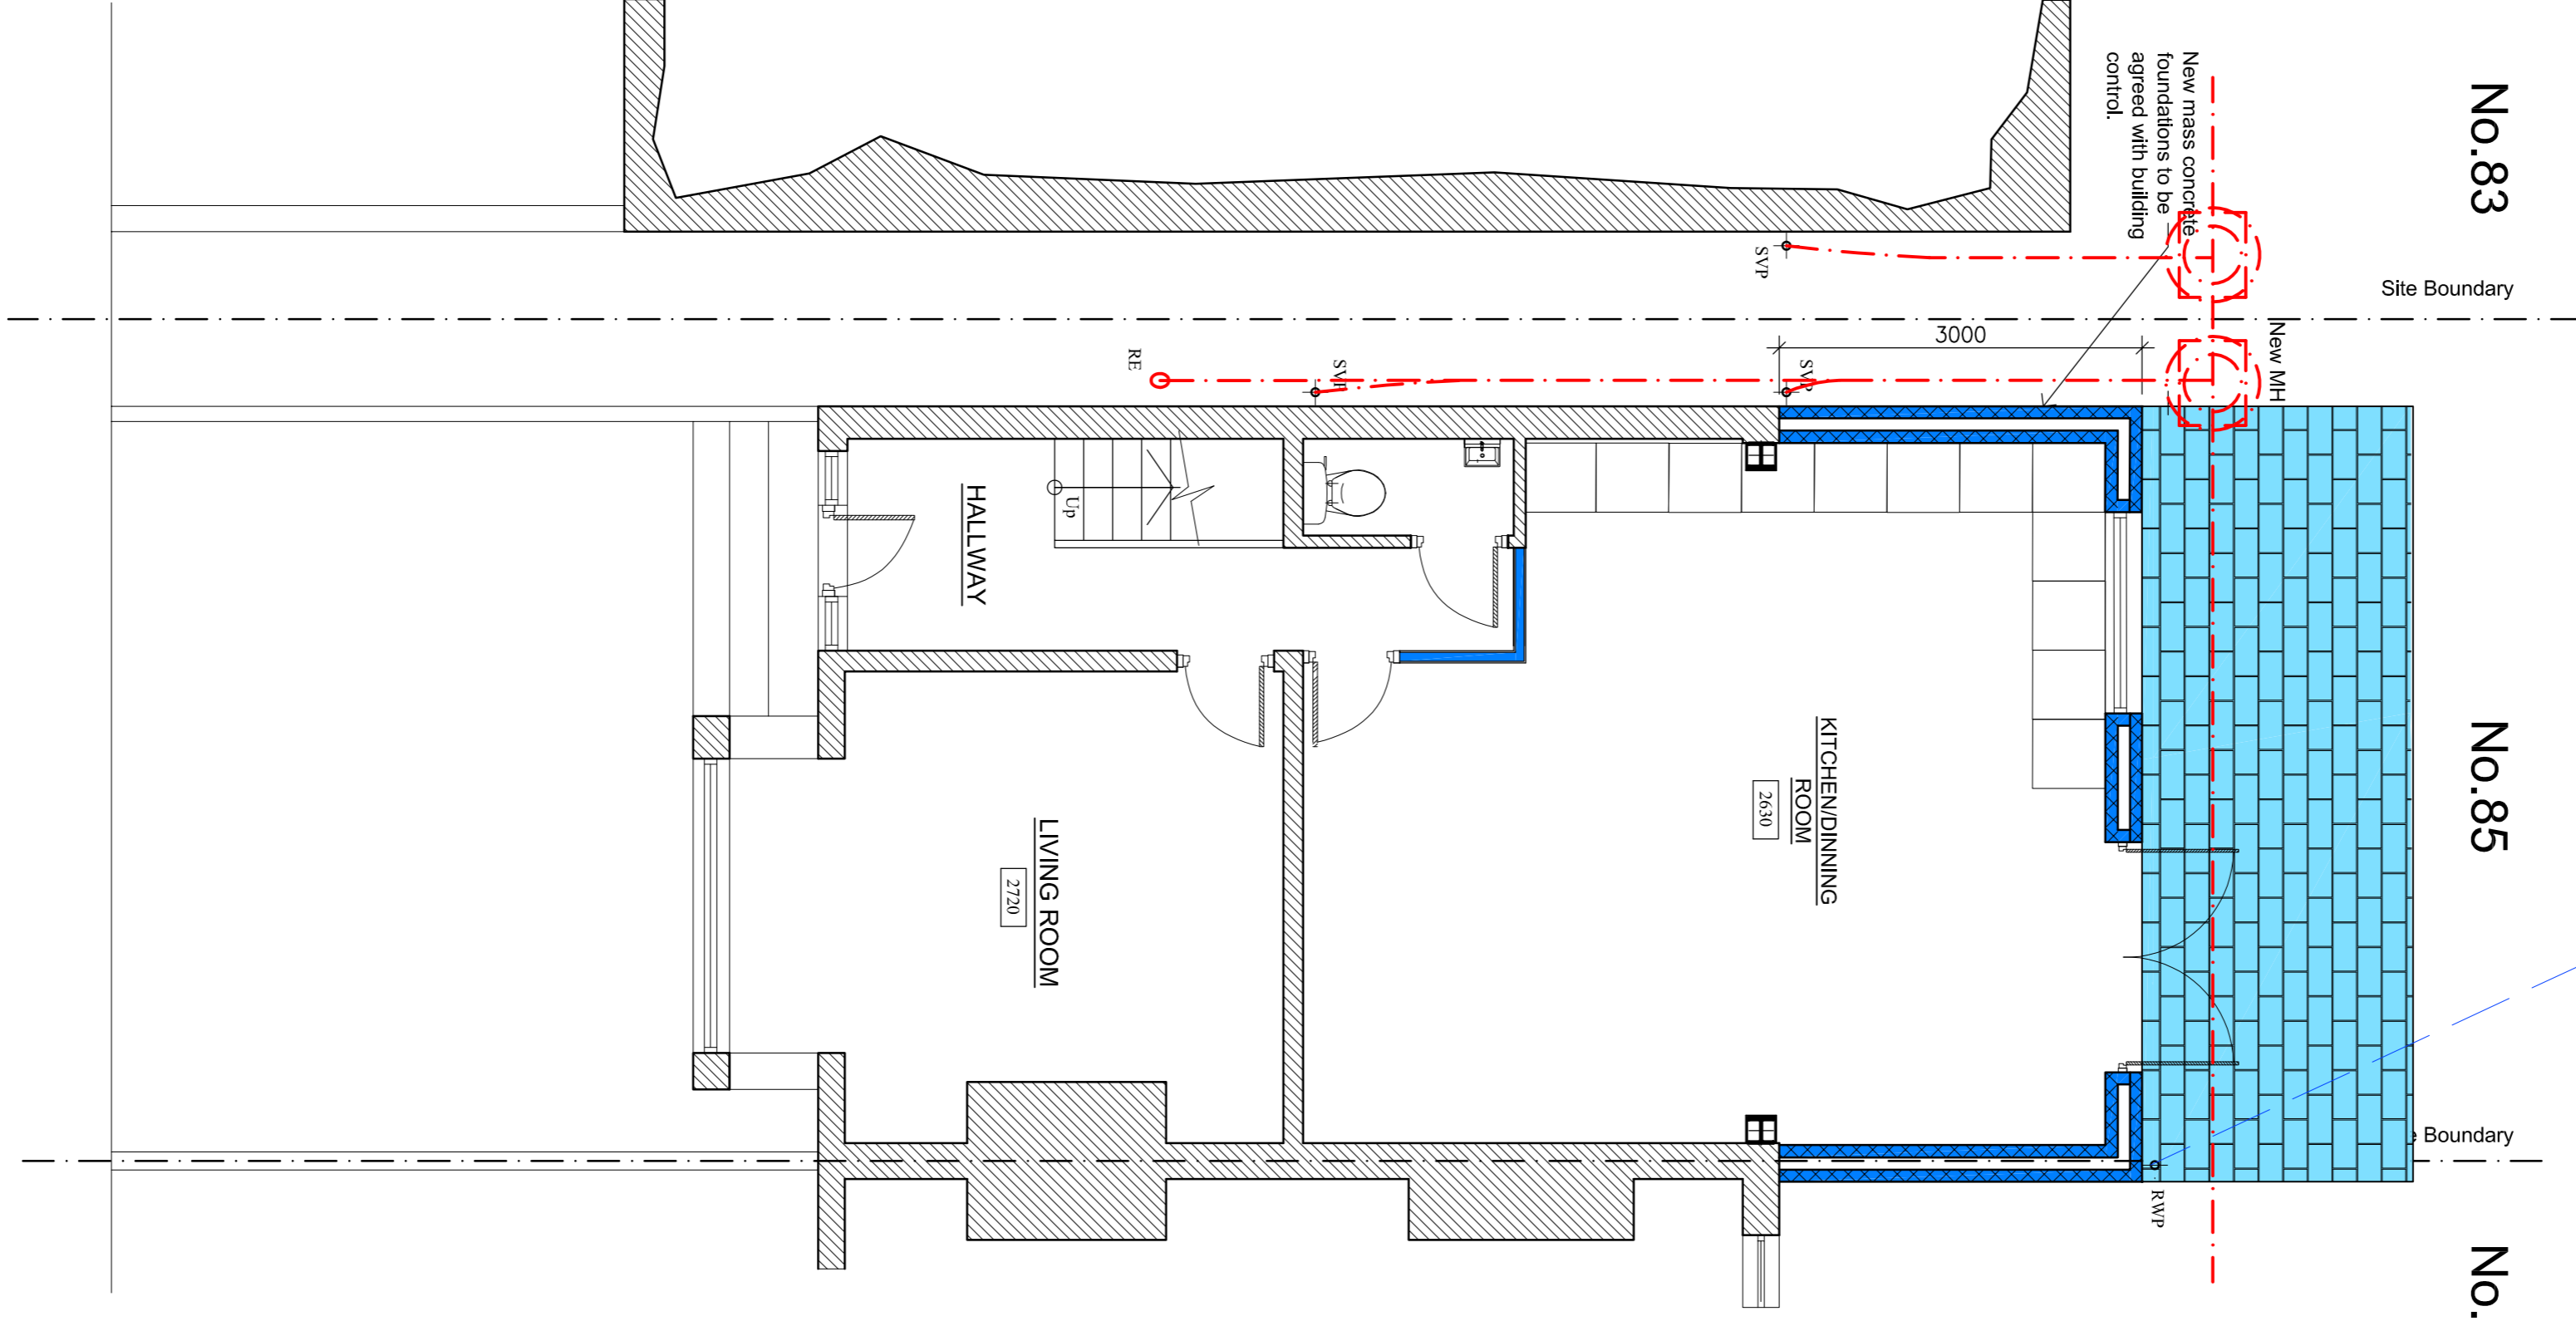 No.83
New mass concrete
foundations to be
agreed with building
control.
Site Boundary
SVP
3000
New MH
RE
SVP
SVP
Up
HALLWAY
No.85
KITCHEN/DINNING
ROOM
2630
LIVING ROOM
2720
Boundary
RWP
No.